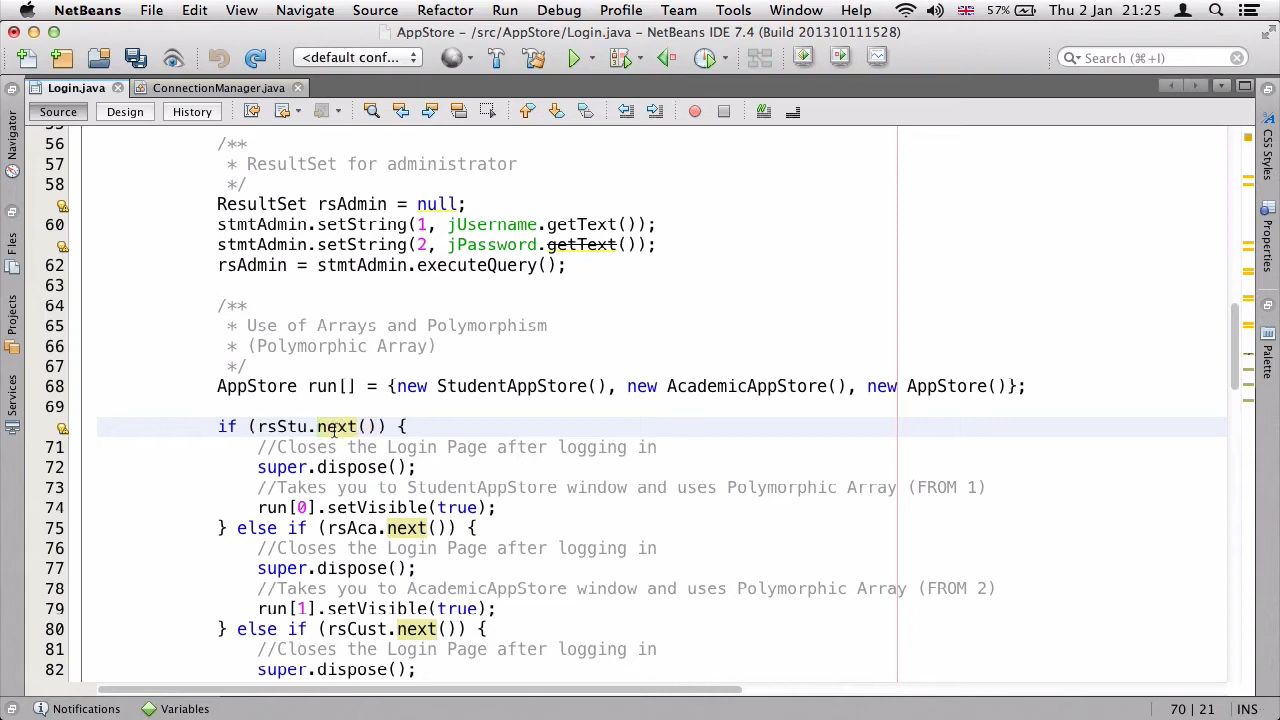 NetBeans File Edit View Navigate Source Refactor Run Debug Profile Team Tools Window Help 57% Thu 2 Jan 21:25
AppStore - /src/AppStore/Login.java - NetBeans IDE 7.4 (Build 201310111528)
<default conf... Search (⌘+I)
Login.java ConnectionManager.java
Source Design History
56 /**
57 * ResultSet for administrator
58 */
ResultSet rsAdmin = null;
60 stmtAdmin.setString(1, jUsername.getText());
stmtAdmin.setString(2, jPassword.getText());
62 rsAdmin = stmtAdmin.executeQuery();
63
64 /**
65 * Use of Arrays and Polymorphism
66 * (Polymorphic Array)
67 */
68 AppStore run[] = {new StudentAppStore(), new AcademicAppStore(), new AppStore()};
69
if (rsStu.next()) {
71 //Closes the Login Page after logging in
72 super.dispose();
73 //Takes you to StudentAppStore window and uses Polymorphic Array (FROM 1)
74 run[0].setVisible(true);
75 } else if (rsAca.next()) {
76 //Closes the Login Page after logging in
77 super.dispose();
78 //Takes you to AcademicAppStore window and uses Polymorphic Array (FROM 2)
79 run[1].setVisible(true);
80 } else if (rsCust.next()) {
81 //Closes the Login Page after logging in
82 super.dispose();
Navigator
Files
Projects
Services
CSS Styles
Properties
Palette
Notifications Variables 70 | 21 INS